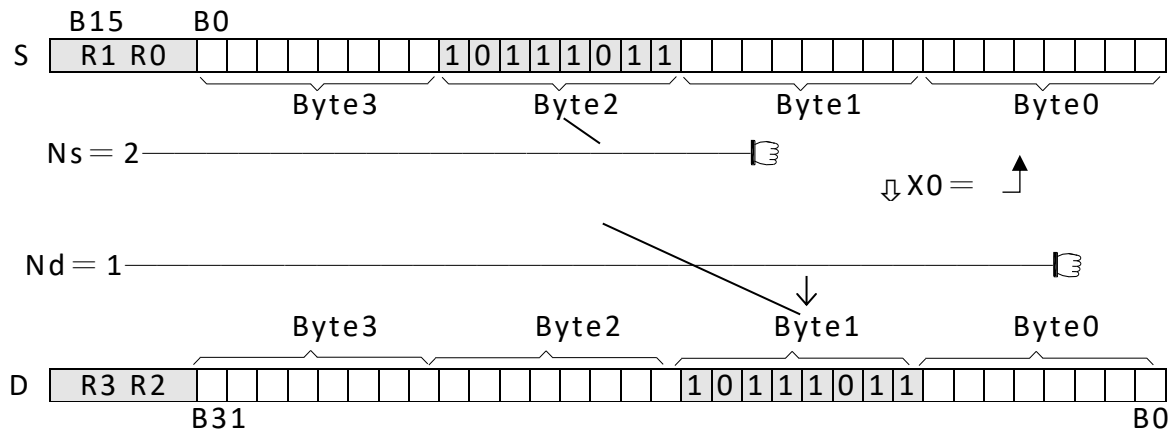 B15 B0
S R1 R0 1 0 1 1 1 0 1 1
Byte3 Byte2 Byte1 Byte0
Ns＝2
X0＝
Nd＝1
Byte3 Byte2 Byte1 Byte0
D R3 R2 1 0 1 1 1 0 1 1
B31 B0